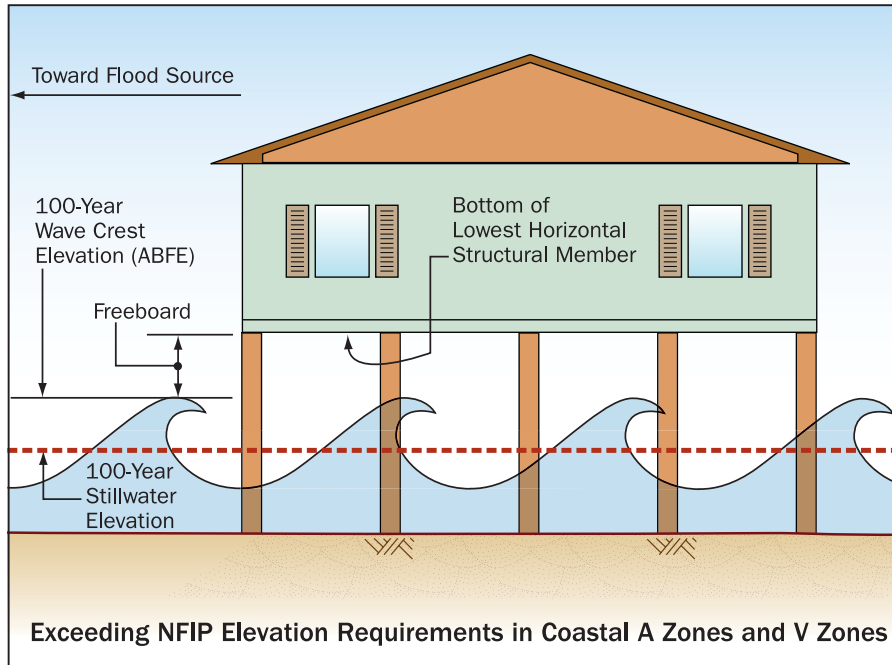 Toward Flood Source
100-Year
Wave Crest
Elevation (ABFE)
Bottom of
Lowest Horizontal
Structural Member
Freeboard
100-Year
Stillwater
Elevation
Exceeding NFIP Elevation Requirements in Coastal A Zones and V Zones